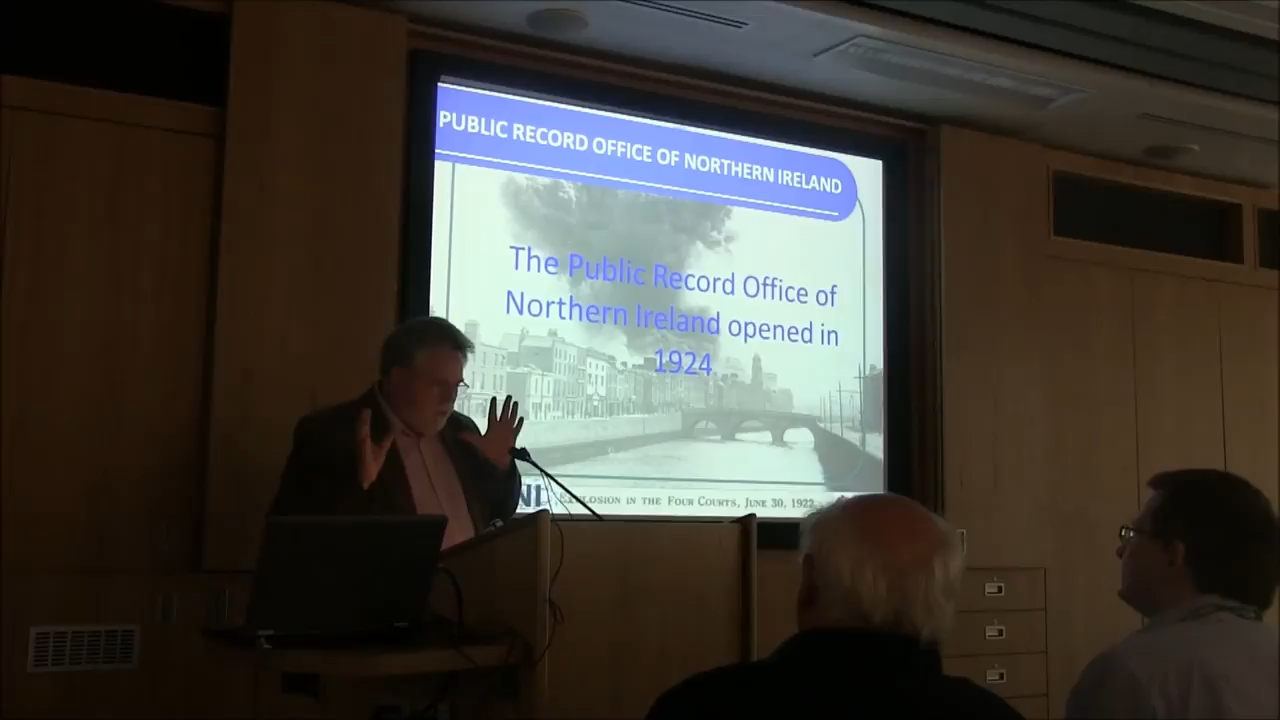 PUBLIC RECORD OFFICE OF NORTHERN IRELAND
The Public Record Office of
Northern Ireland opened in
1924
NI
EXPLOSION IN THE FOUR COURTS, JUNE 30, 1922